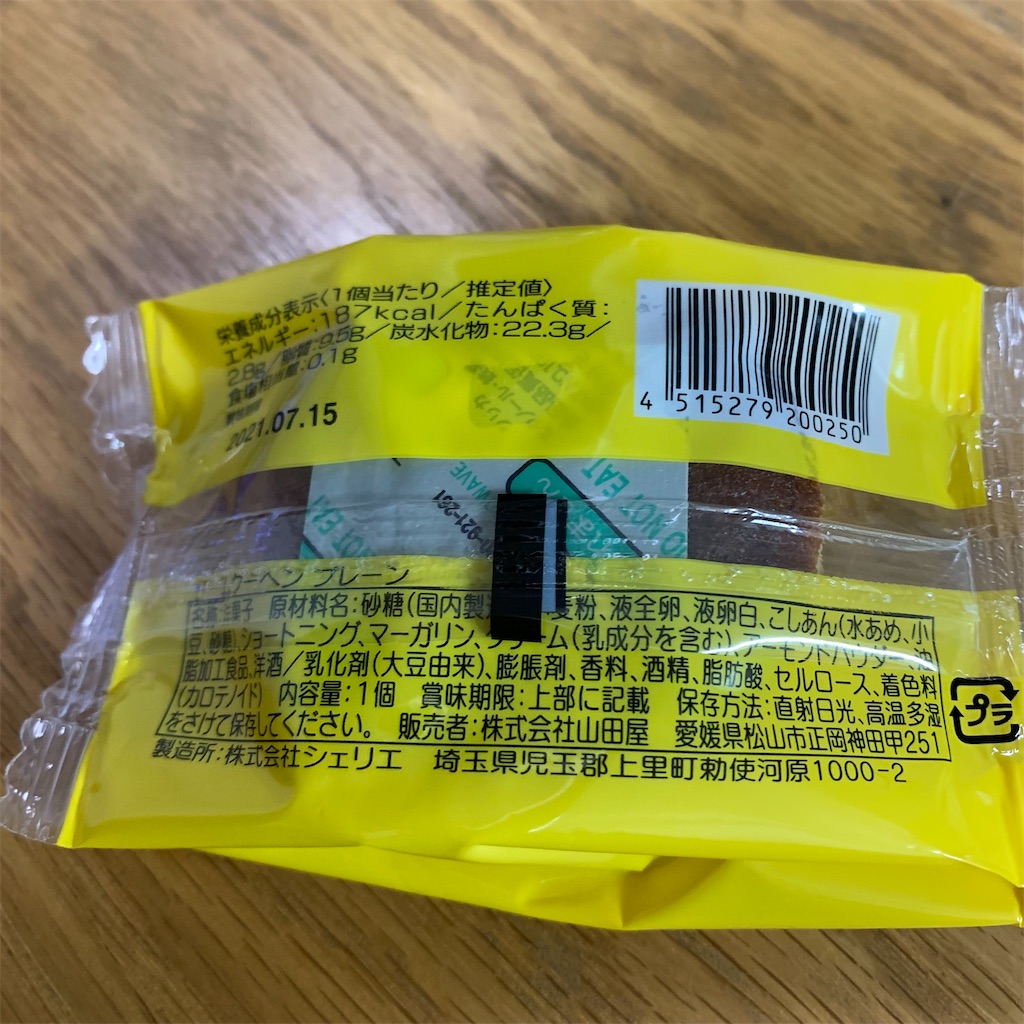 栄養成分表示〈1個当たり／推定値〉
エネルギー:187kcal／たんぱく質:
2.8g／脂質:9.5g／炭水化物:22.3g／
食塩相当量:0.1g
賞味期限
2021.07.15
4 515279 200250
NOT EAT
WAVE
NOT EAT
-921-261
クーヘン プレーン
洋菓子 原材料名:砂糖(国内製 麦粉、液全卵、液卵白、こしあん(水あめ、小
豆、砂糖)、ショートニング、マーガリン、クリーム(乳成分を含む)、アーモンドパウダー、油
脂加工食品、洋酒／乳化剤(大豆由来)、膨脹剤、香料、酒精、脂肪酸、セルロース、着色料
(カロテノイド) 内容量:1個 賞味期限:上部に記載 保存方法:直射日光、高温多湿
をさけて保存してください。 販売者:株式会社山田屋 愛媛県松山市正岡神田甲251
製造所:株式会社シェリエ 埼玉県児玉郡上里町勅使河原1000-2
プラ